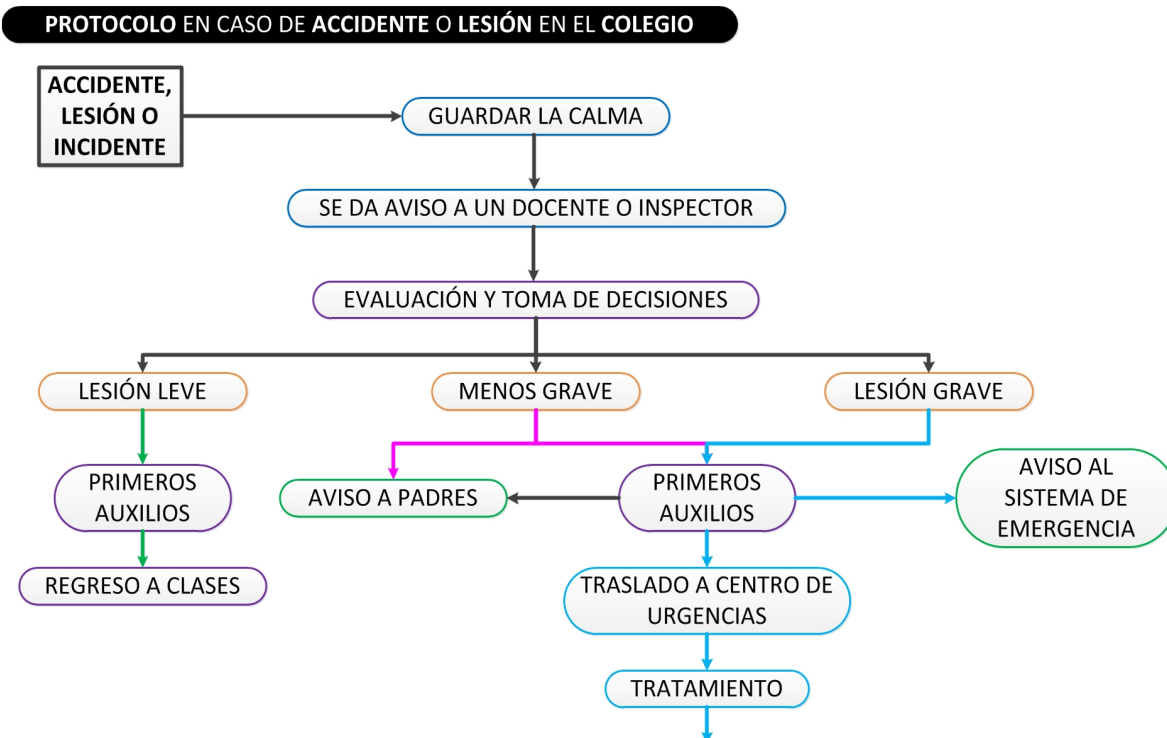 PROTOCOLO EN CASO DE ACCIDENTE O LESIÓN EN EL COLEGIO
ACCIDENTE,
LESIÓN O
INCIDENTE
GUARDAR LA CALMA
SE DA AVISO A UN DOCENTE O INSPECTOR
EVALUACIÓN Y TOMA DE DECISIONES
LESIÓN LEVE
MENOS GRAVE
LESIÓN GRAVE
PRIMEROS
AUXILIOS
AVISO A PADRES
PRIMEROS
AUXILIOS
AVISO AL
SISTEMA DE
EMERGENCIA
REGRESO A CLASES
TRASLADO A CENTRO DE
URGENCIAS
TRATAMIENTO